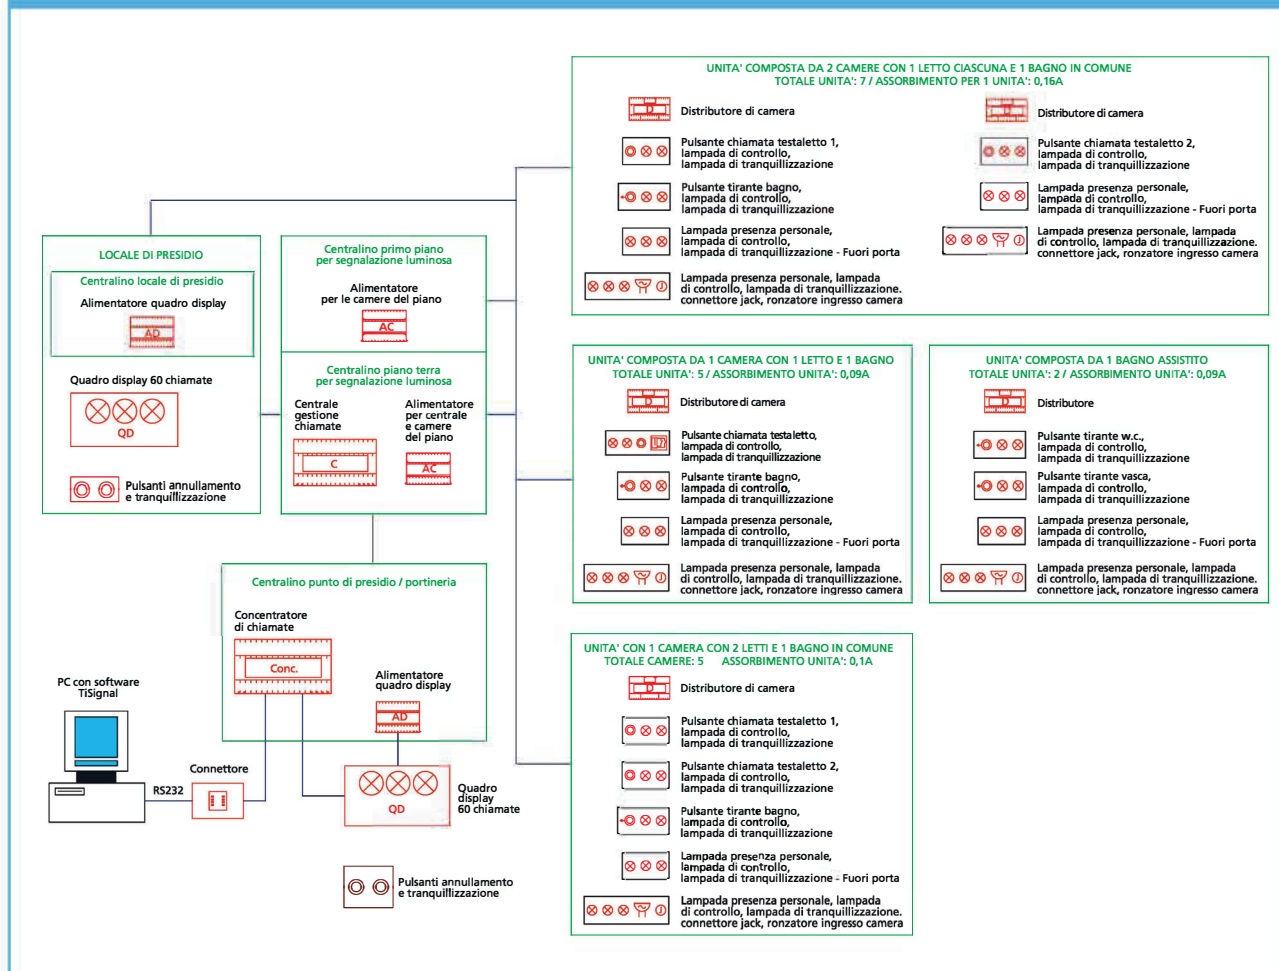 UNITA' COMPOSTA DA 2 CAMERE CON 1 LETTO CIASCUNA E 1 BAGNO IN COMUNE
TOTALE UNITA': 7 / ASSORBIMENTO PER 1 UNITA': 0,16A
D
Distributore di camera
Pulsante chiamata testaletto 1,
lampada di controllo,
lampada di tranquillizzazione
Pulsante tirante bagno,
lampada di controllo,
lampada di tranquillizzazione
Lampada presenza personale,
lampada di controllo,
lampada di tranquillizzazione - Fuori porta
Lampada presenza personale, lampada
di controllo, lampada di tranquillizzazione.
connettore jack, ronzatore ingresso camera
D
Distributore di camera
Pulsante chiamata testaletto 2,
lampada di controllo,
lampada di tranquillizzazione
Lampada presenza personale,
lampada di controllo,
lampada di tranquillizzazione - Fuori porta
Lampada presenza personale, lampada
di controllo, lampada di tranquillizzazione.
connettore jack, ronzatore ingresso camera
LOCALE DI PRESIDIO
Centralino locale di presidio
Alimentatore quadro display
AD
Quadro display 60 chiamate
QD
Pulsanti annullamento
e tranquillizzazione
Centralino primo piano
per segnalazione luminosa
Alimentatore
per le camere del piano
AC
Centralino piano terra
per segnalazione luminosa
Centrale
gestione
chiamate
C
Alimentatore
per centrale
e camere
del piano
AC
UNITA' COMPOSTA DA 1 CAMERA CON 1 LETTO E 1 BAGNO
TOTALE UNITA': 5 / ASSORBIMENTO UNITA': 0,09A
D
Distributore di camera
Pulsante chiamata testaletto,
lampada di controllo,
lampada di tranquillizzazione
Pulsante tirante bagno,
lampada di controllo,
lampada di tranquillizzazione
Lampada presenza personale,
lampada di controllo,
lampada di tranquillizzazione - Fuori porta
Lampada presenza personale, lampada
di controllo, lampada di tranquillizzazione.
connettore jack, ronzatore ingresso camera
UNITA' COMPOSTA DA 1 BAGNO ASSISTITO
TOTALE UNITA': 2 / ASSORBIMENTO UNITA': 0,09A
D
Distributore
Pulsante tirante w.c.,
lampada di controllo,
lampada di tranquillizzazione
Pulsante tirante vasca,
lampada di controllo,
lampada di tranquillizzazione
Lampada presenza personale,
lampada di controllo,
lampada di tranquillizzazione - Fuori porta
Lampada presenza personale, lampada
di controllo, lampada di tranquillizzazione.
connettore jack, ronzatore ingresso camera
Centralino punto di presidio / portineria
Concentratore
di chiamate
Conc.
Alimentatore
quadro display
AD
PC con software
TiSignal
RS232
Connettore
QD
Quadro
display
60 chiamate
Pulsanti annullamento
e tranquillizzazione
UNITA' CON 1 CAMERA CON 2 LETTI E 1 BAGNO IN COMUNE
TOTALE CAMERE: 5 ASSORBIMENTO UNITA': 0,1A
D
Distributore di camera
Pulsante chiamata testaletto 1,
lampada di controllo,
lampada di tranquillizzazione
Pulsante chiamata testaletto 2,
lampada di controllo,
lampada di tranquillizzazione
Pulsante tirante bagno,
lampada di controllo,
lampada di tranquillizzazione
Lampada presenza personale,
lampada di controllo,
lampada di tranquillizzazione - Fuori porta
Lampada presenza personale, lampada
di controllo, lampada di tranquillizzazione.
connettore jack, ronzatore ingresso camera